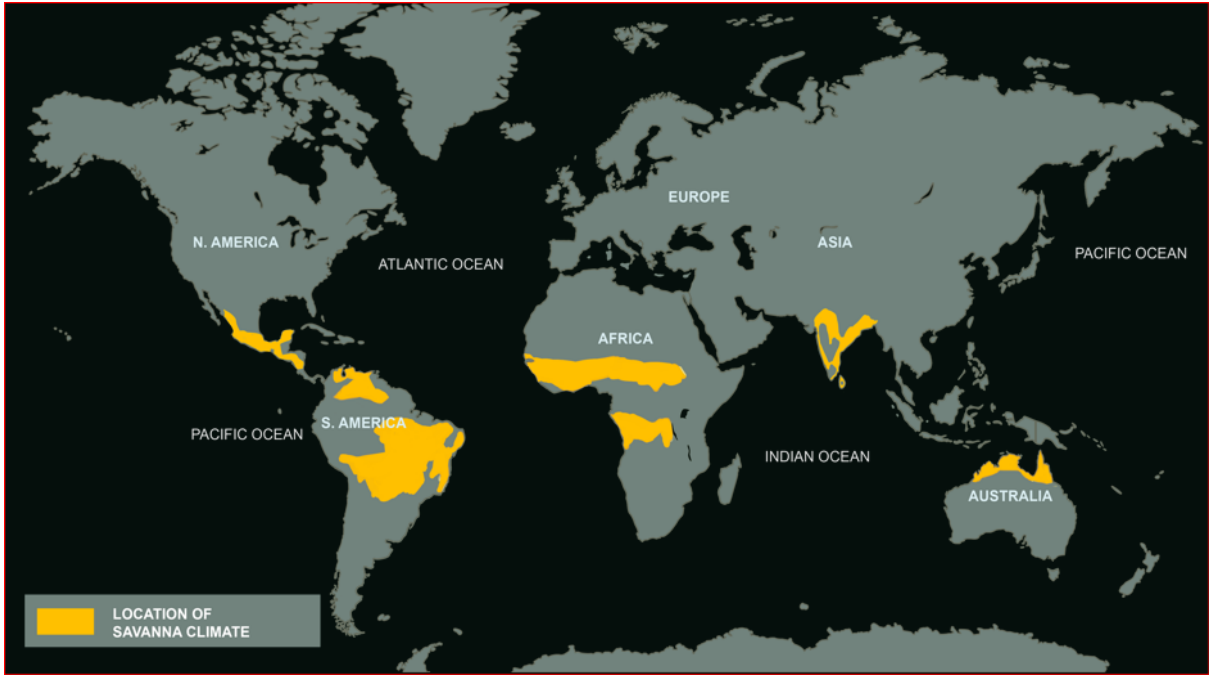 EUROPE
N. AMERICA
ASIA
PACIFIC OCEAN
ATLANTIC OCEAN
AFRICA
S. AMERICA
PACIFIC OCEAN
INDIAN OCEAN
AUSTRALIA
LOCATION OF
SAVANNA CLIMATE